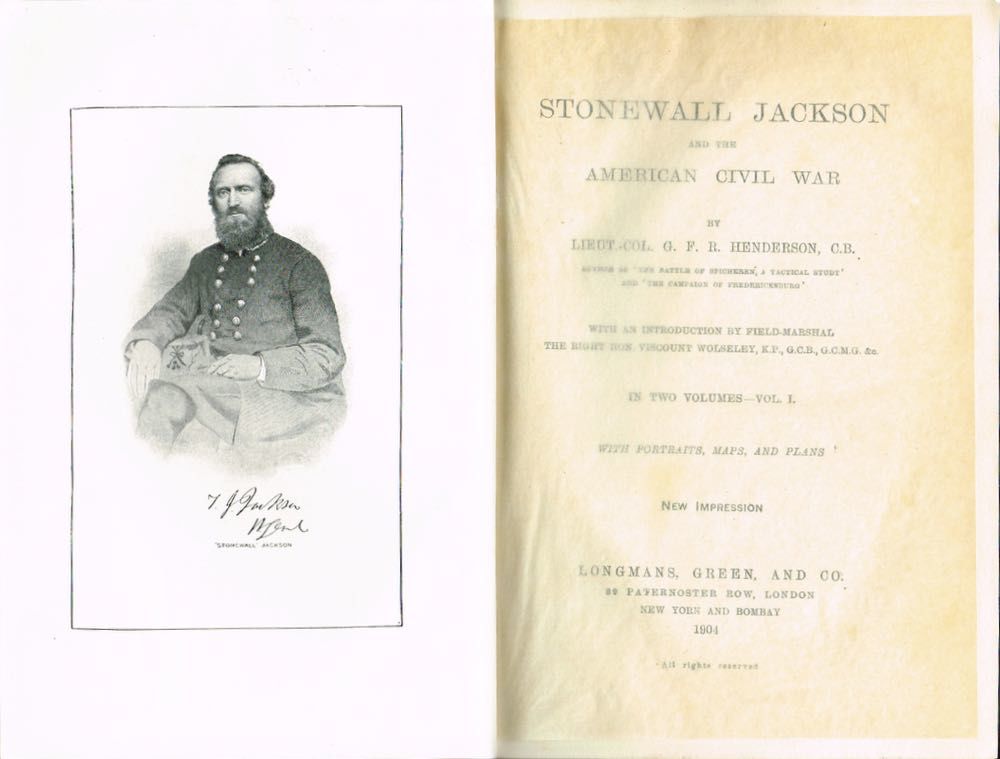 T. J. Jackson
"STONEWALL" JACKSON
STONEWALL JACKSON
AND THE
AMERICAN CIVIL WAR
BY
LIEUT.-COL. G. F. R. HENDERSON, C.B.
AUTHOR OF 'THE BATTLE OF SPICHEREN, A TACTICAL STUDY'
AND 'THE CAMPAIGN OF FREDERICKSBURG'
WITH AN INTRODUCTION BY FIELD-MARSHAL
THE RIGHT HON. VISCOUNT WOLSELEY, K.P., G.C.B., G.C.M.G. &c.
IN TWO VOLUMES—VOL. I.
WITH PORTRAITS, MAPS, AND PLANS
NEW IMPRESSION
LONGMANS, GREEN, AND CO.
39 PATERNOSTER ROW, LONDON
NEW YORK AND BOMBAY
1904
All rights reserved